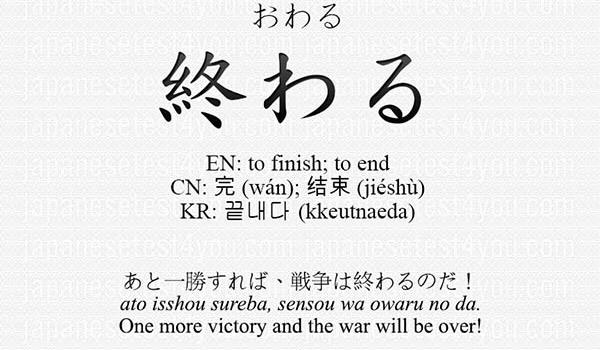 おわる
終わる
EN: to finish; to end
CN: 完 (wán); 结束 (jiéshù)
KR: 끝내다 (kkeutnaeda)
あと一勝すれば、戦争は終わるのだ！
ato isshou sureba, sensou wa owaru no da.
One more victory and the war will be over!